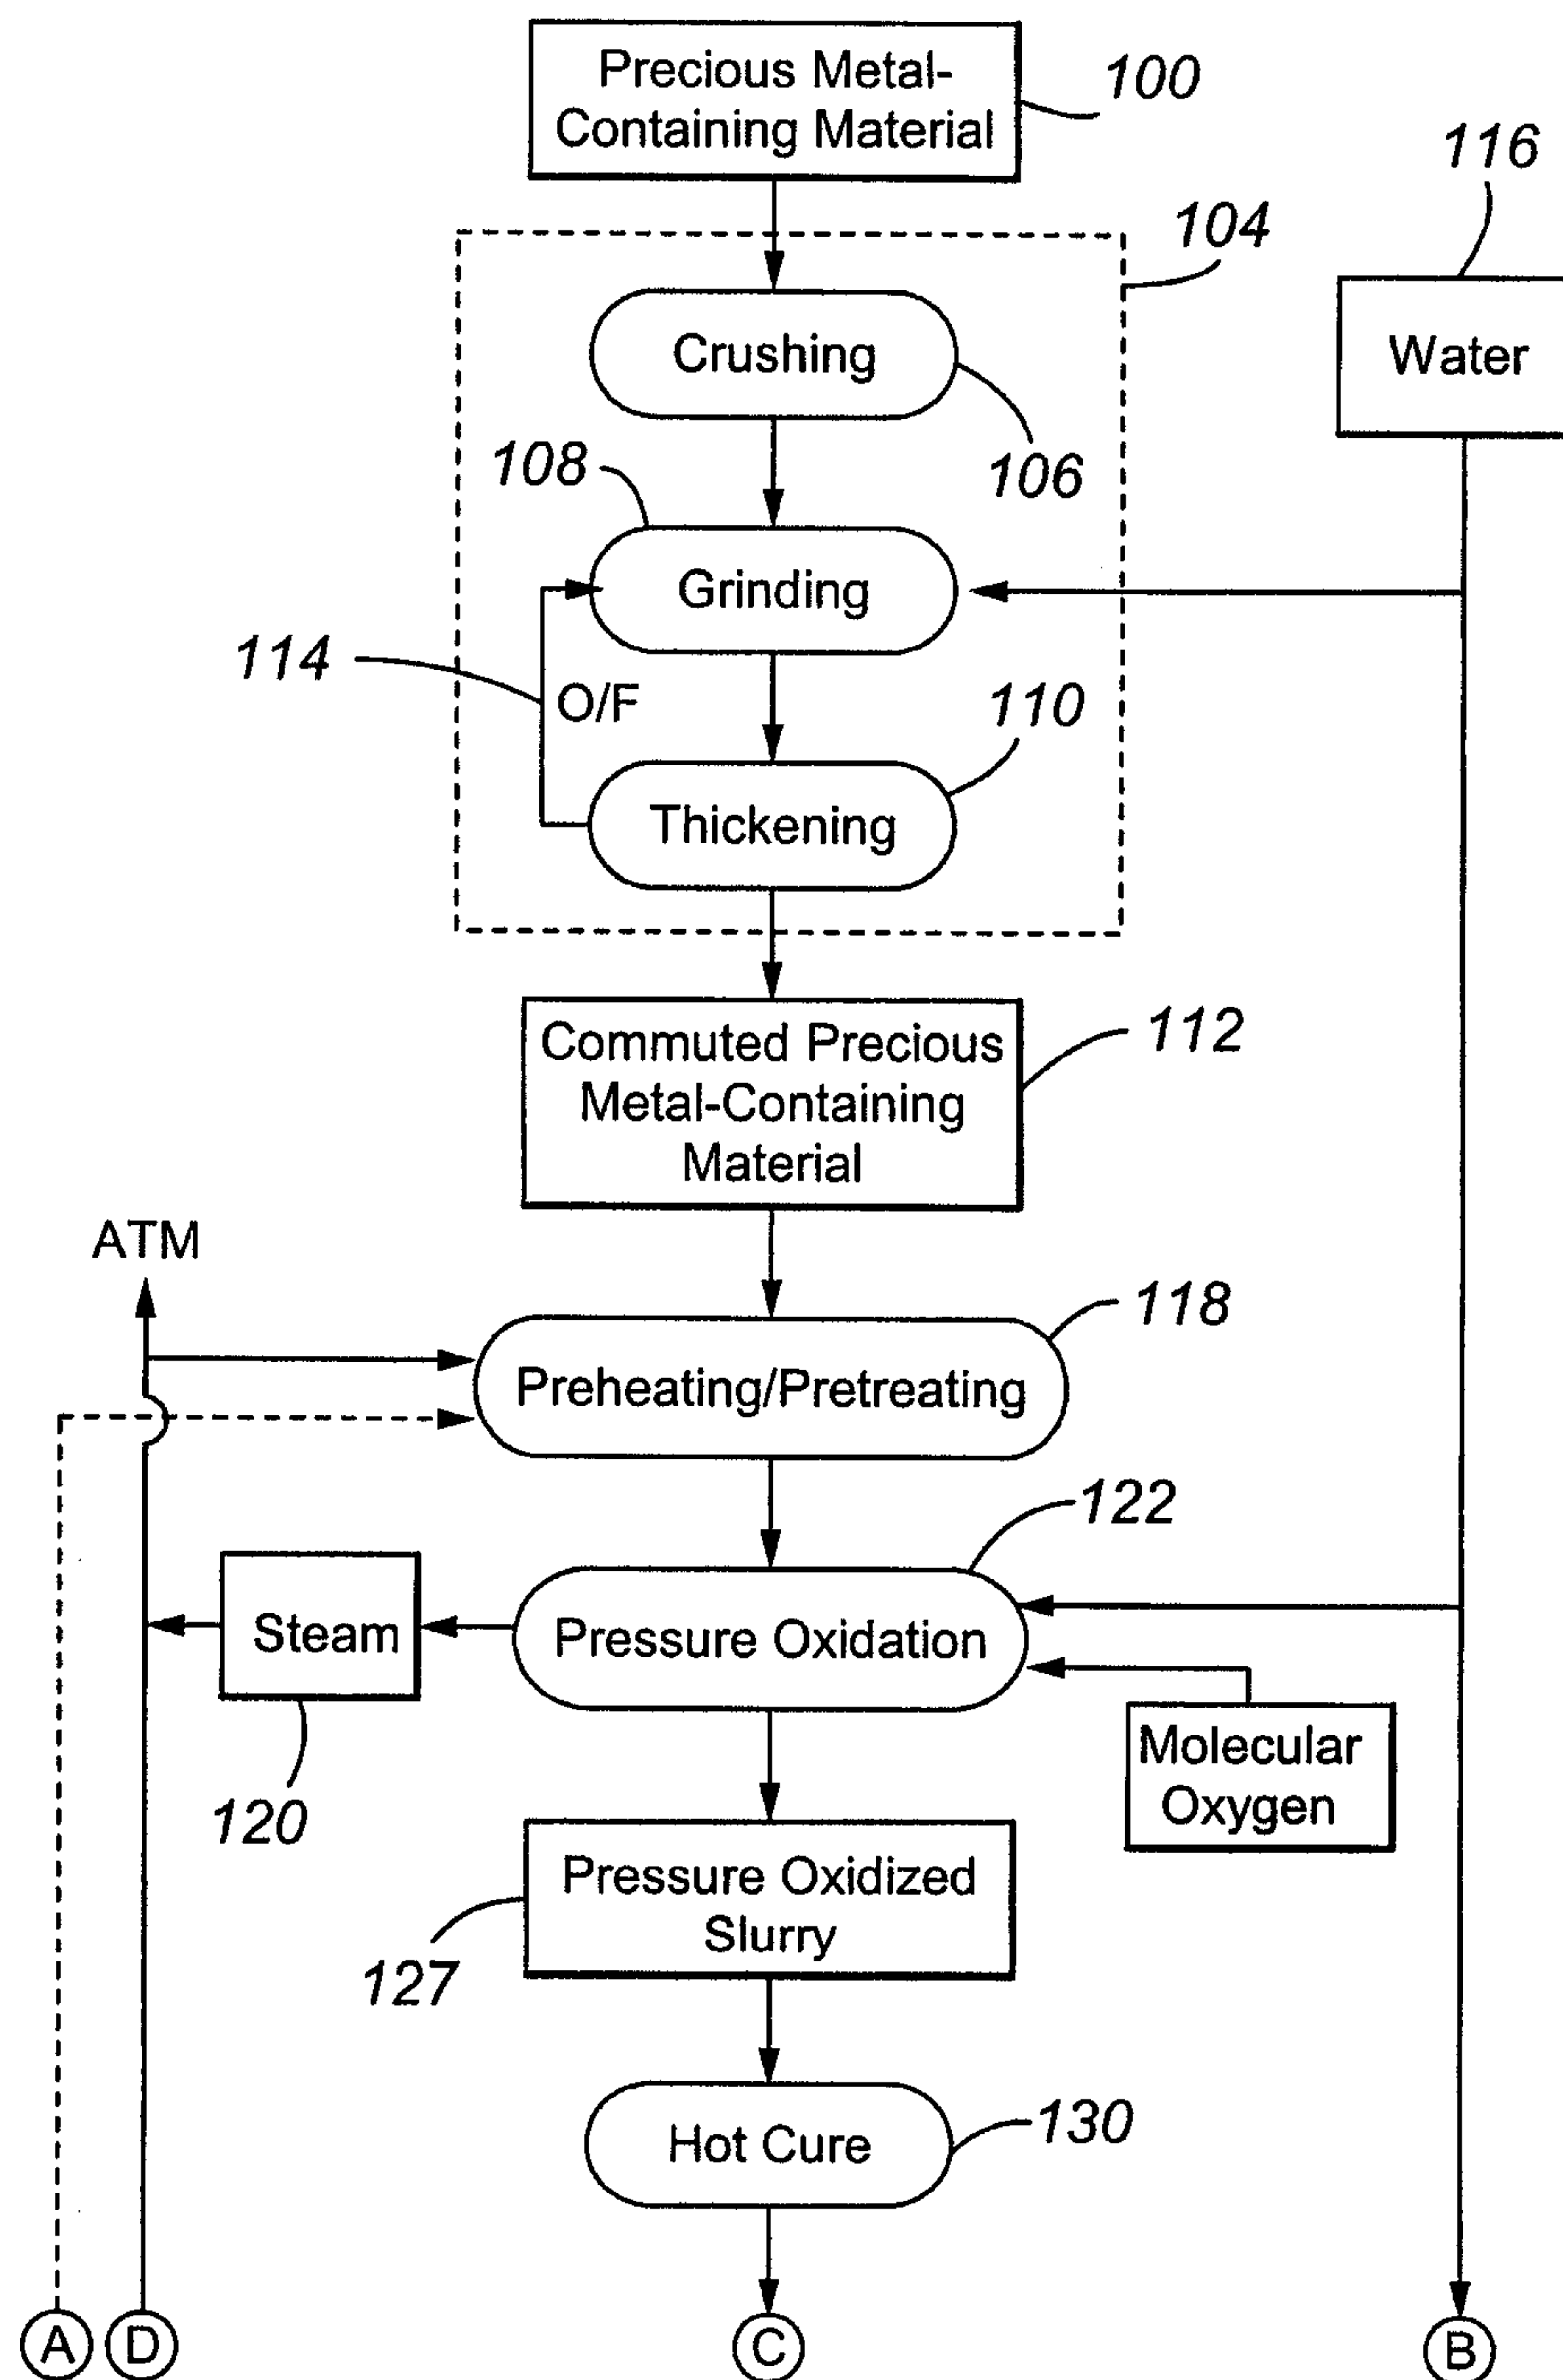 Precious Metal-
Containing Material
100
116
104
Water
Crushing
106
108
Grinding
114
O/F
110
Thickening
Commuted Precious
Metal-Containing
Material
112
ATM
118
Preheating/Pretreating
122
Steam
Pressure Oxidation
120
Molecular
Oxygen
Pressure Oxidized
Slurry
127
Hot Cure
130
A
D
C
B